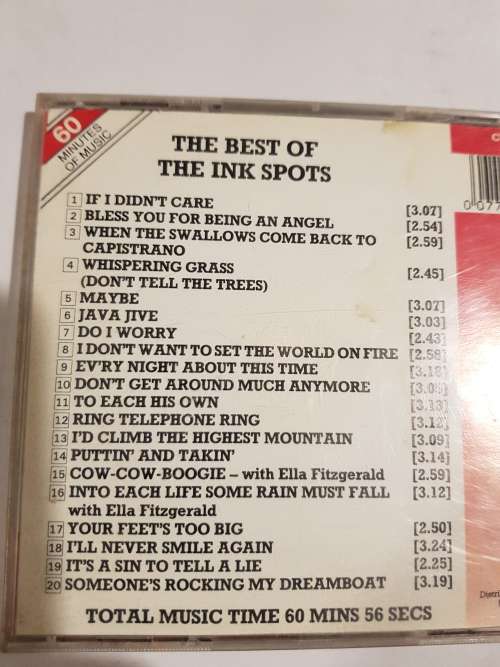 60
MINUTES
OF MUSIC
THE BEST OF
THE INK SPOTS
1 IF I DIDN'T CARE [3.07]
2 BLESS YOU FOR BEING AN ANGEL [2.54]
3 WHEN THE SWALLOWS COME BACK TO [2.59]
CAPISTRANO
4 WHISPERING GRASS [2.45]
(DON'T TELL THE TREES)
5 MAYBE [3.07]
6 JAVA JIVE [3.03]
7 DO I WORRY [2.43]
8 I DON'T WANT TO SET THE WORLD ON FIRE [2.58]
9 EV'RY NIGHT ABOUT THIS TIME [3.18]
10 DON'T GET AROUND MUCH ANYMORE
11 TO EACH HIS OWN [3.13]
12 RING TELEPHONE RING [3.12]
13 I'D CLIMB THE HIGHEST MOUNTAIN [3.09]
14 PUTTIN' AND TAKIN' [3.14]
15 COW-COW-BOOGIE – with Ella Fitzgerald [2.59]
16 INTO EACH LIFE SOME RAIN MUST FALL [3.12]
with Ella Fitzgerald
17 YOUR FEET'S TOO BIG [2.50]
18 I'LL NEVER SMILE AGAIN [3.24]
19 IT'S A SIN TO TELL A LIE [2.25]
20 SOMEONE'S ROCKING MY DREAMBOAT [3.19]
TOTAL MUSIC TIME 60 MINS 56 SECS
0 077